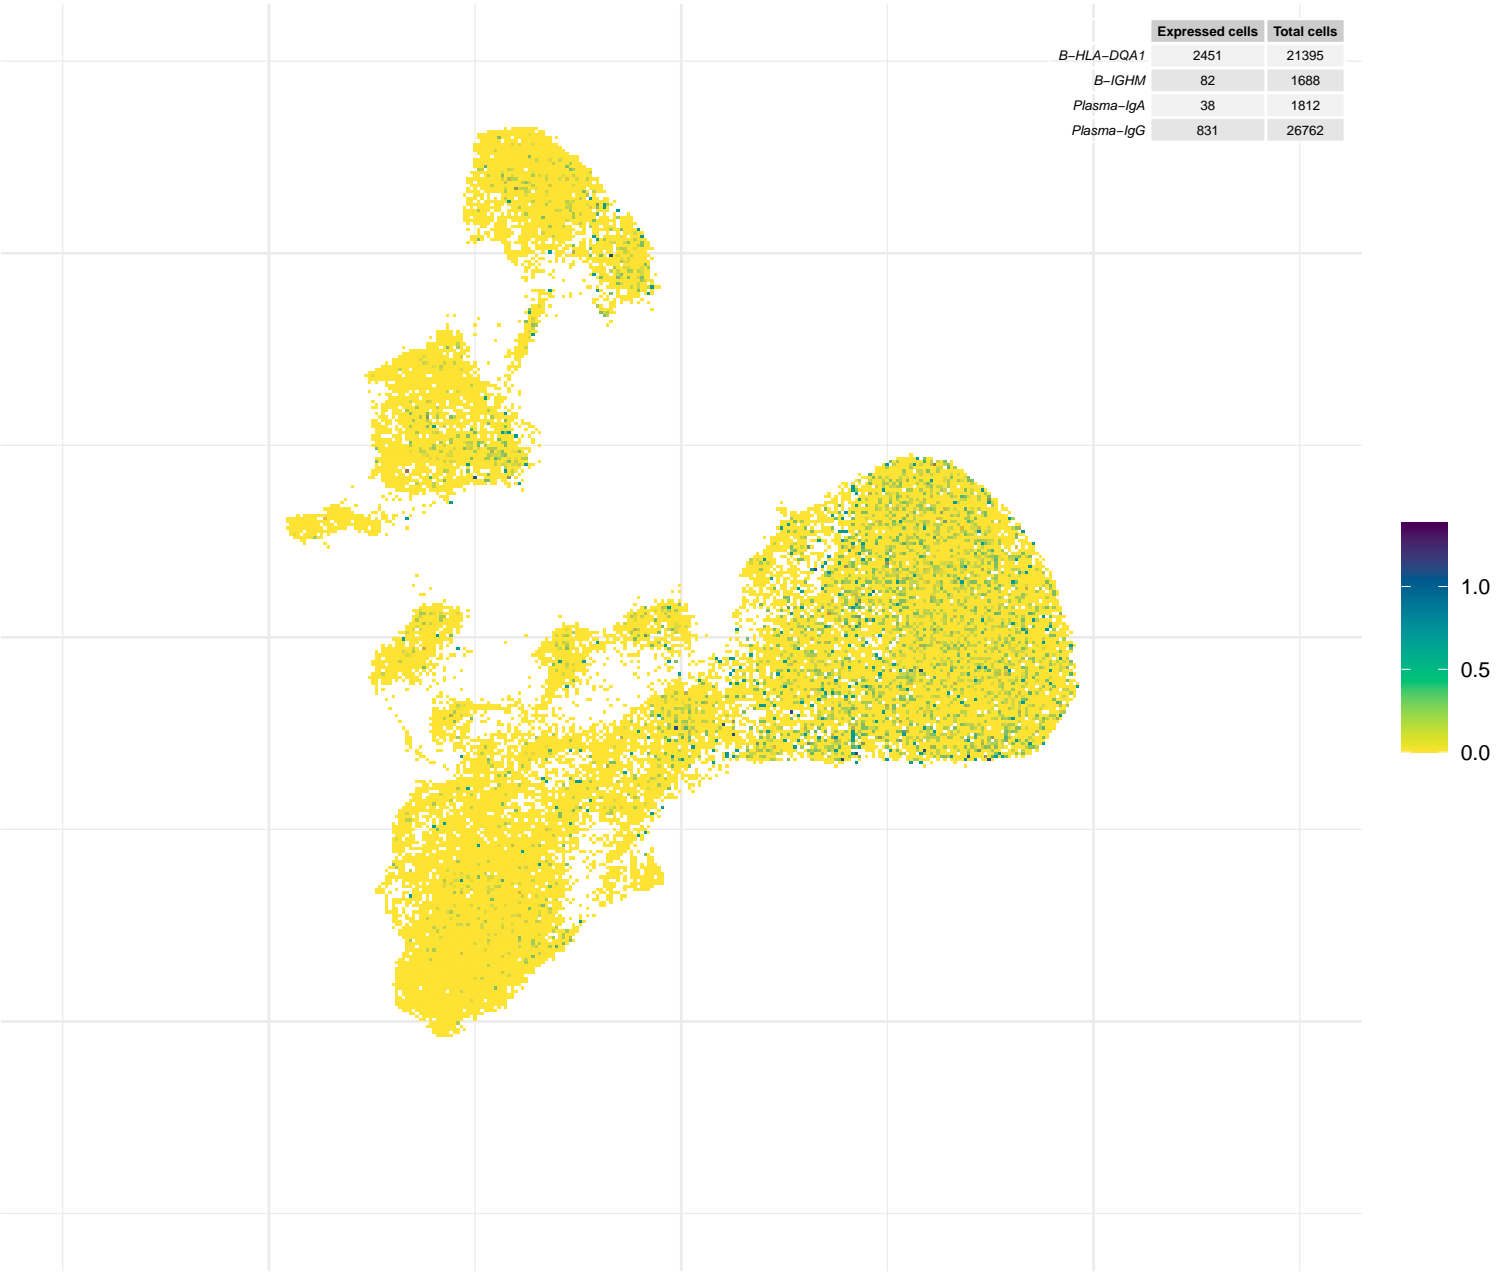 Expressed cells Total cells
B−HLA−DQA1 2451 21395
B−IGHM 82 1688
Plasma−IgA 38 1812
Plasma−IgG 831 26762
1.0
0.5
0.0